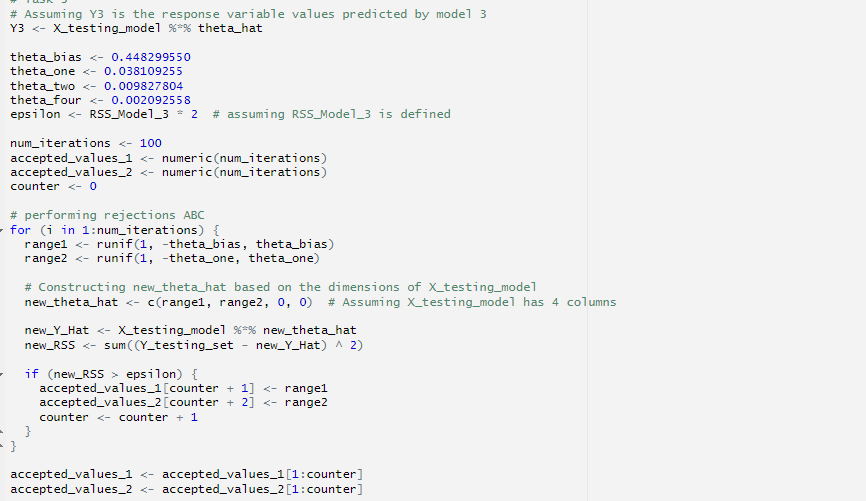 # Assuming Y3 is the response variable values predicted by model 3
Y3 <- X_testing_model %*% theta_hat
theta_bias <- 0.448299550
theta_one <- 0.038109255
theta_two <- 0.009827804
theta_four <- 0.002092558
epsilon <- RSS_Model_3 * 2  # assuming RSS_Model_3 is defined
num_iterations <- 100
accepted_values_1 <- numeric(num_iterations)
accepted_values_2 <- numeric(num_iterations)
counter <- 0
# performing rejections ABC
for (i in 1:num_iterations) {
  range1 <- runif(1, -theta_bias, theta_bias)
  range2 <- runif(1, -theta_one, theta_one)
  # Constructing new_theta_hat based on the dimensions of X_testing_model
  new_theta_hat <- c(range1, range2, 0, 0)  # Assuming X_testing_model has 4 columns
  new_Y_Hat <- X_testing_model %*% new_theta_hat
  new_RSS <- sum((Y_testing_set - new_Y_Hat) ^ 2)
  if (new_RSS > epsilon) {
    accepted_values_1[counter + 1] <- range1
    accepted_values_2[counter + 2] <- range2
    counter <- counter + 1
  }
}
accepted_values_1 <- accepted_values_1[1:counter]
accepted_values_2 <- accepted_values_2[1:counter]